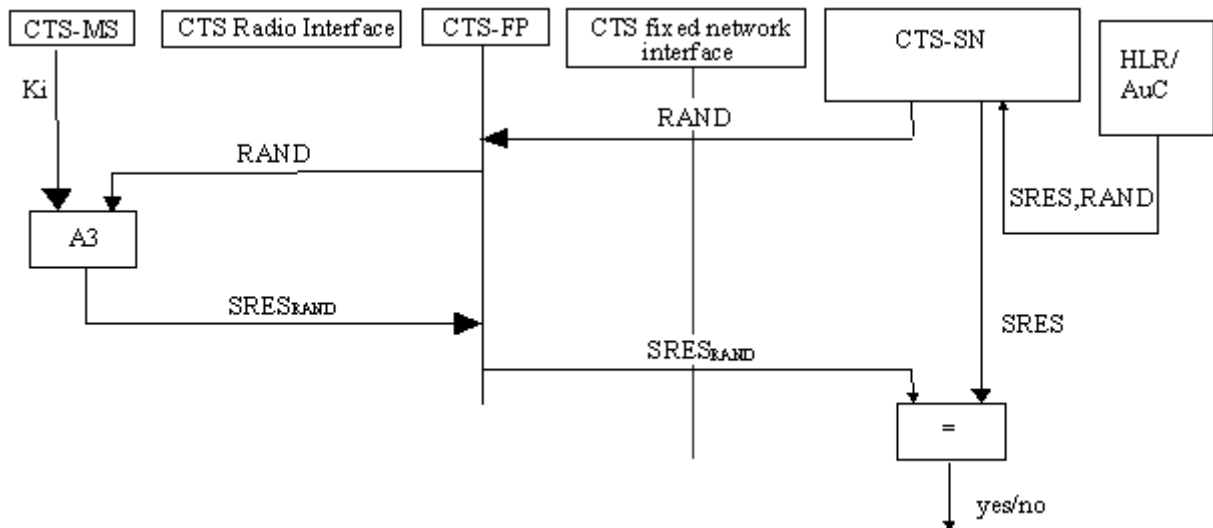 CTS-MS
CTS Radio Interface
CTS-FP
CTS fixed network
interface
CTS-SN
HLR/
AuC
Ki
RAND
RAND
SRES,RAND
A3
SRESRAND
SRES
SRESRAND
=
yes/no